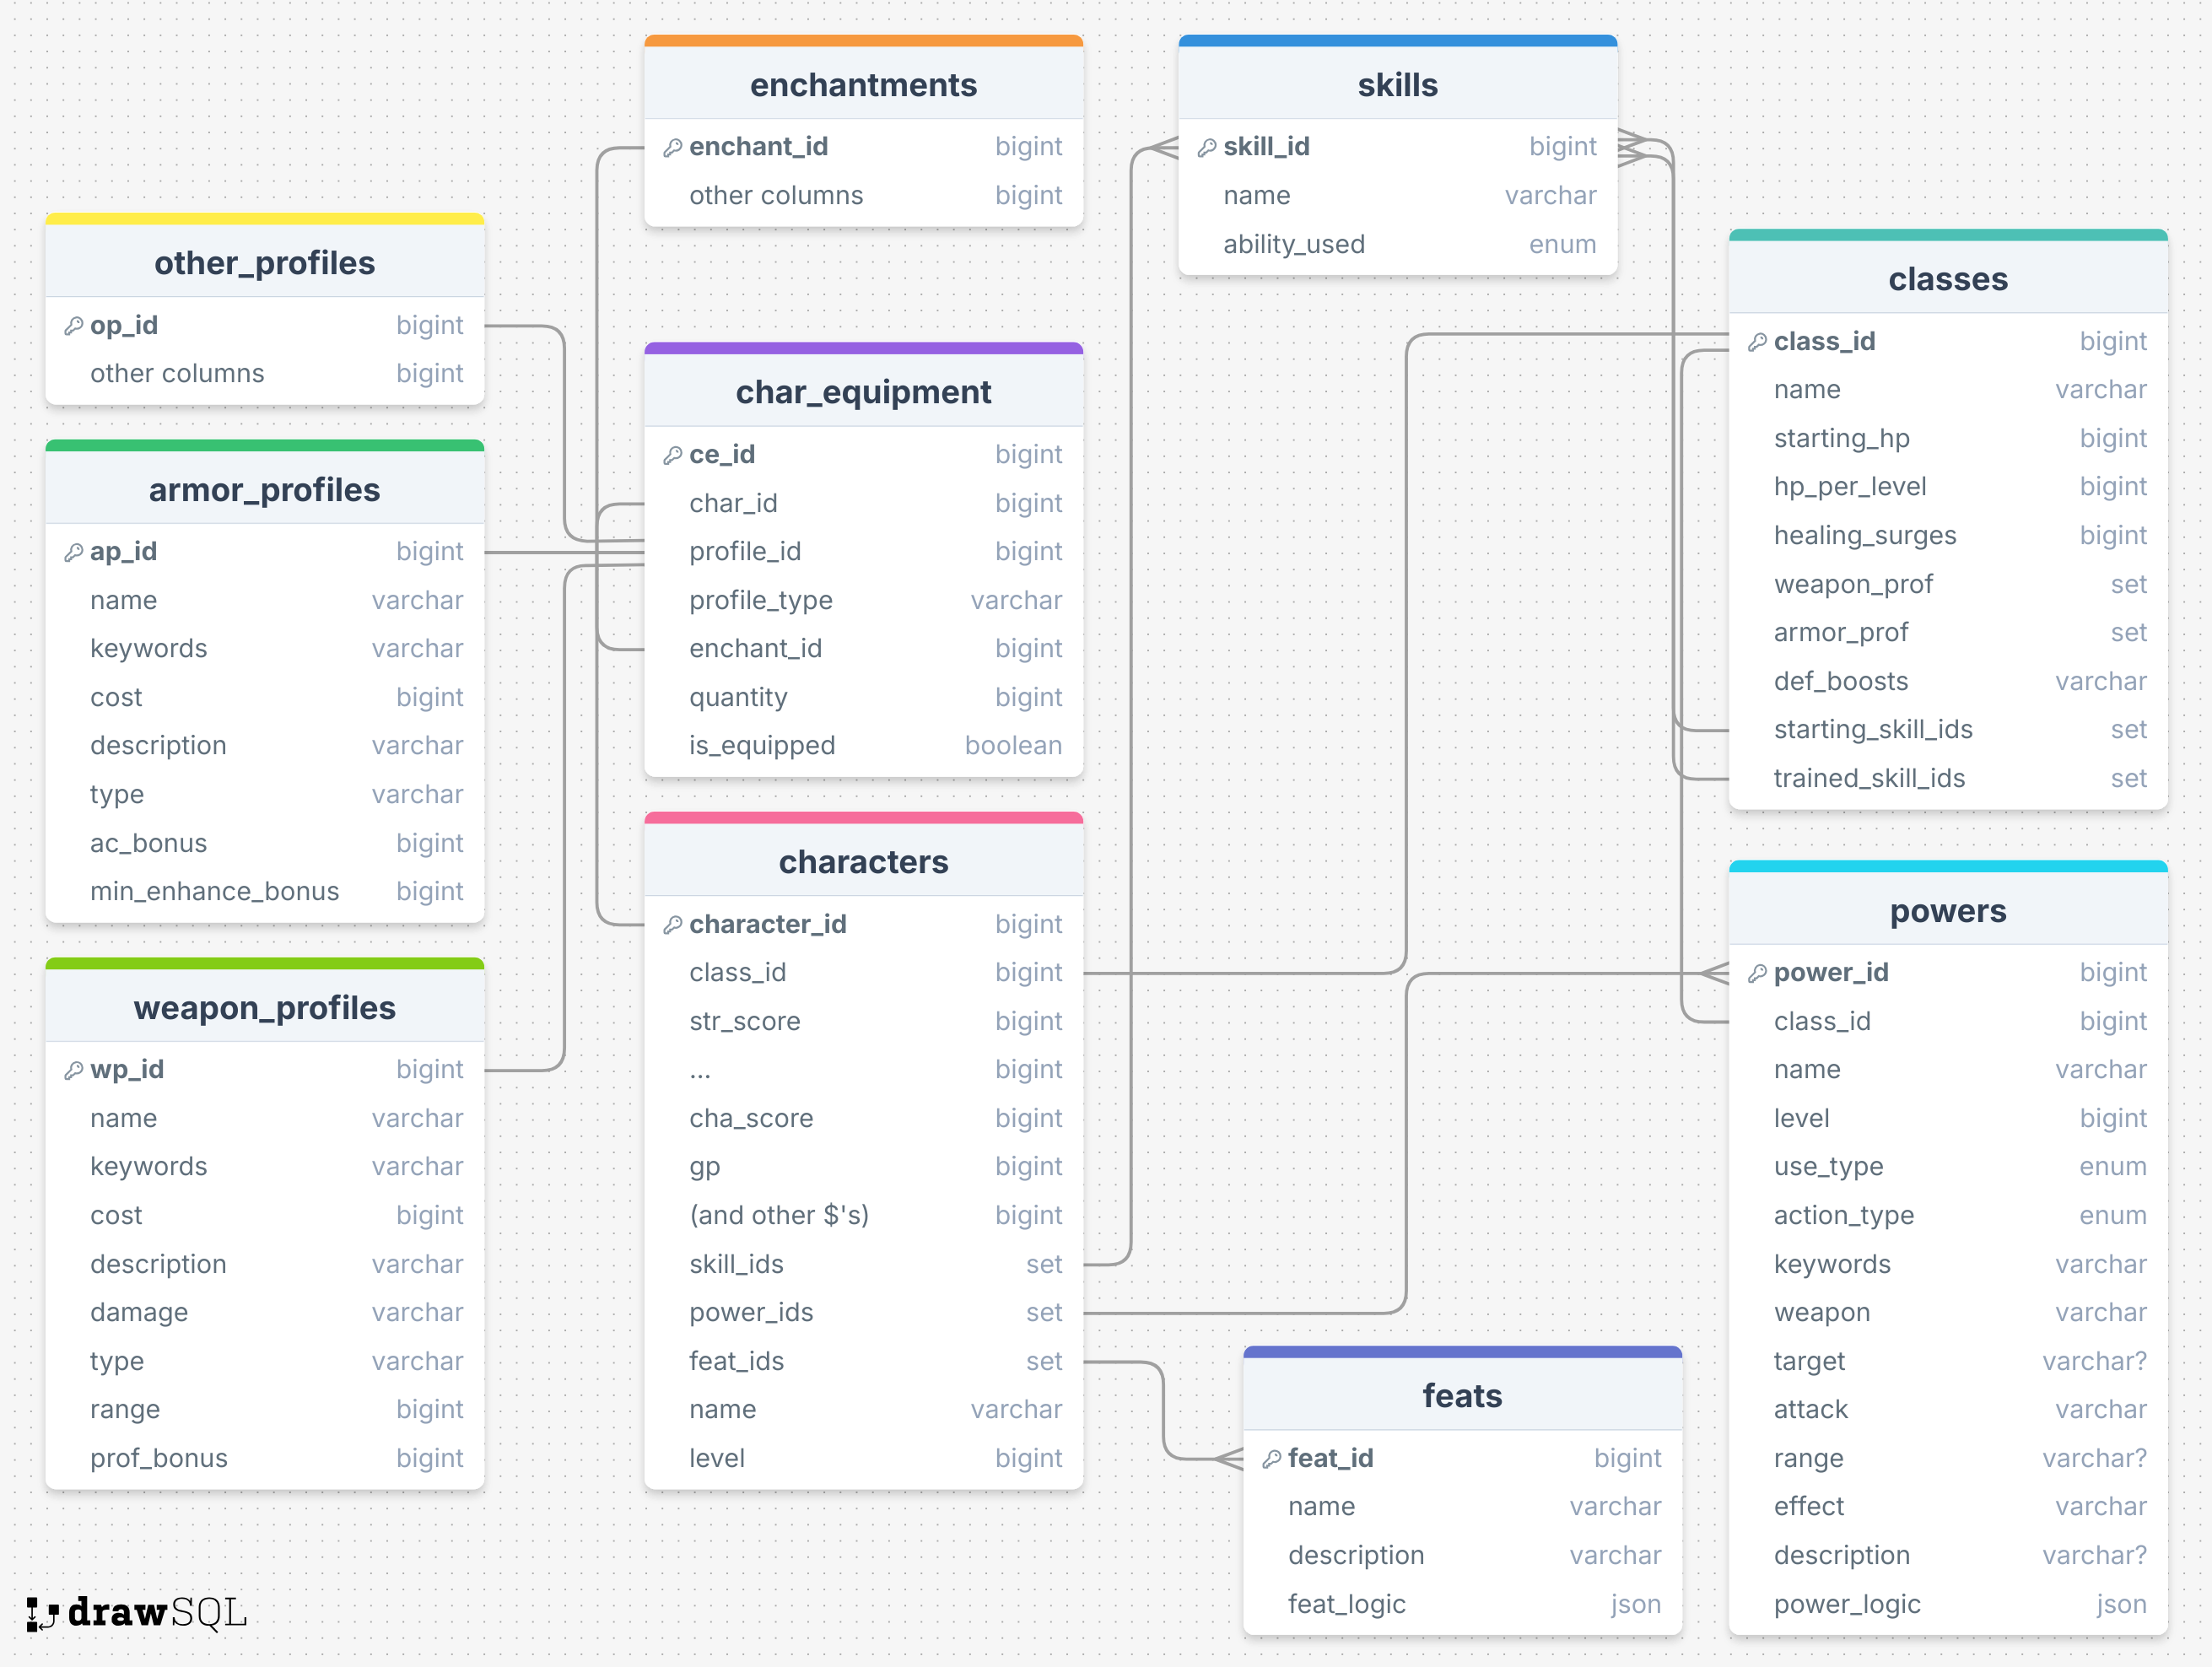 enchantments
enchant_id bigint
other columns bigint
skills
skill_id bigint
name varchar
ability_used enum
other_profiles
op_id bigint
other columns bigint
classes
class_id bigint
name varchar
starting_hp bigint
hp_per_level bigint
healing_surges bigint
weapon_prof set
armor_prof set
def_boosts varchar
starting_skill_ids set
trained_skill_ids set
char_equipment
ce_id bigint
char_id bigint
profile_id bigint
profile_type varchar
enchant_id bigint
quantity bigint
is_equipped boolean
armor_profiles
ap_id bigint
name varchar
keywords varchar
cost bigint
description varchar
type varchar
ac_bonus bigint
min_enhance_bonus bigint
characters
character_id bigint
class_id bigint
str_score bigint
... bigint
cha_score bigint
gp bigint
(and other $'s) bigint
skill_ids set
power_ids set
feat_ids set
name varchar
level bigint
powers
power_id bigint
class_id bigint
name varchar
level bigint
use_type enum
action_type enum
keywords varchar
weapon varchar
target varchar?
attack varchar
range varchar?
effect varchar
description varchar?
power_logic json
weapon_profiles
wp_id bigint
name varchar
keywords varchar
cost bigint
description varchar
damage varchar
type varchar
range bigint
prof_bonus bigint
feats
feat_id bigint
name varchar
description varchar
feat_logic json
drawSQL